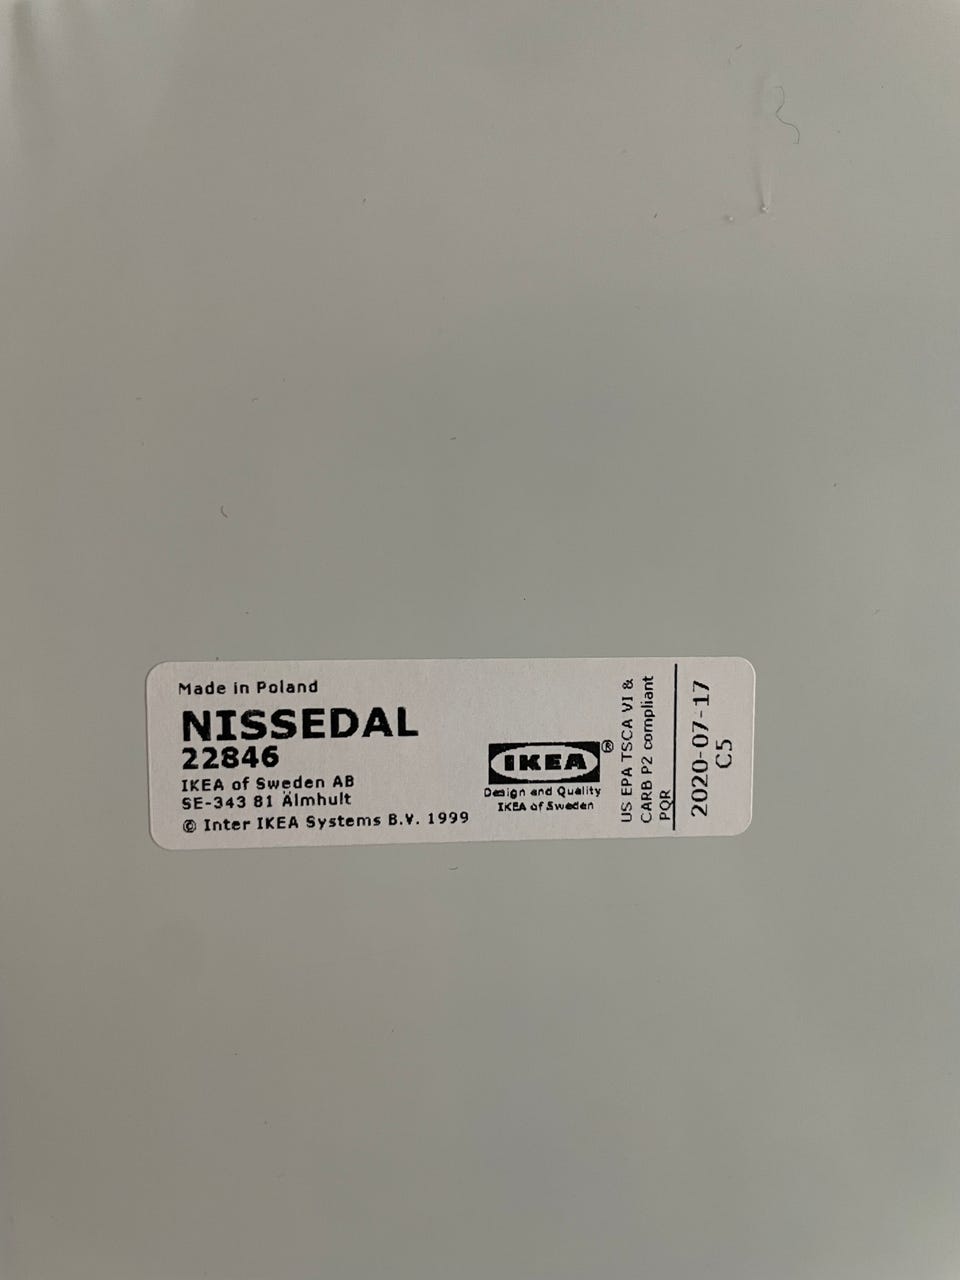 Made in Poland
NISSEDAL
22846
IKEA of Sweden AB
SE-343 81 Älmhult
© Inter IKEA Systems B.V. 1999
IKEA®
Design and Quality
IKEA of Sweden
US EPA TSCA VI &
CARB P2 compliant
PQR
2020-07-17
C5